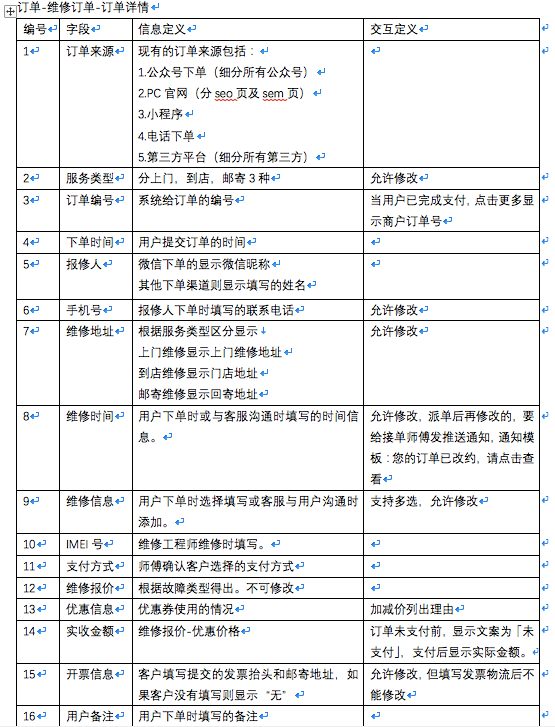 订单-维修订单-订单详情
编号 字段 信息定义 交互定义
1 订单来源 现有的订单来源包括：
1.公众号下单（细分所有公众号）
2.PC 官网（分 seo 页及 sem 页）
3.小程序
4.电话下单
5.第三方平台（细分所有第三方）
2 服务类型 分上门，到店，邮寄 3 种 允许修改
3 订单编号 系统给订单的编号 当用户已完成支付，点击更多显
示商户订单号
4 下单时间 用户提交订单的时间
5 报修人 微信下单的显示微信昵称
其他下单渠道则显示填写的姓名
6 手机号 报修人下单时填写的联系电话 允许修改
7 维修地址 根据服务类型区分显示 允许修改
上门维修显示上门维修地址
到店维修显示门店地址
邮寄维修显示回寄地址
8 维修时间 用户下单时或与客服沟通时填写的时间信 允许修改，派单后再修改的，要
息。 给接单师傅发推送通知，通知模
板：您的订单已改约，请点击查
看
9 维修信息 用户下单时选择填写或客服与用户沟通时 支持多选，允许修改
添加。
10 IMEI 号 维修工程师维修时填写。
11 支付方式 师傅确认客户选择的支付方式
12 维修报价 根据故障类型得出。不可修改
13 优惠信息 优惠券使用的情况 加减价列出理由
14 实收金额 维修报价-优惠价格 订单未支付前，显示文案为「未
支付」，支付后显示实际金额。
15 开票信息 客户填写提交的发票抬头和邮寄地址，如 允许修改，但填写发票物流后不
果客户没有填写则显示“无” 能修改
16 用户备注 用户下单时填写的备注